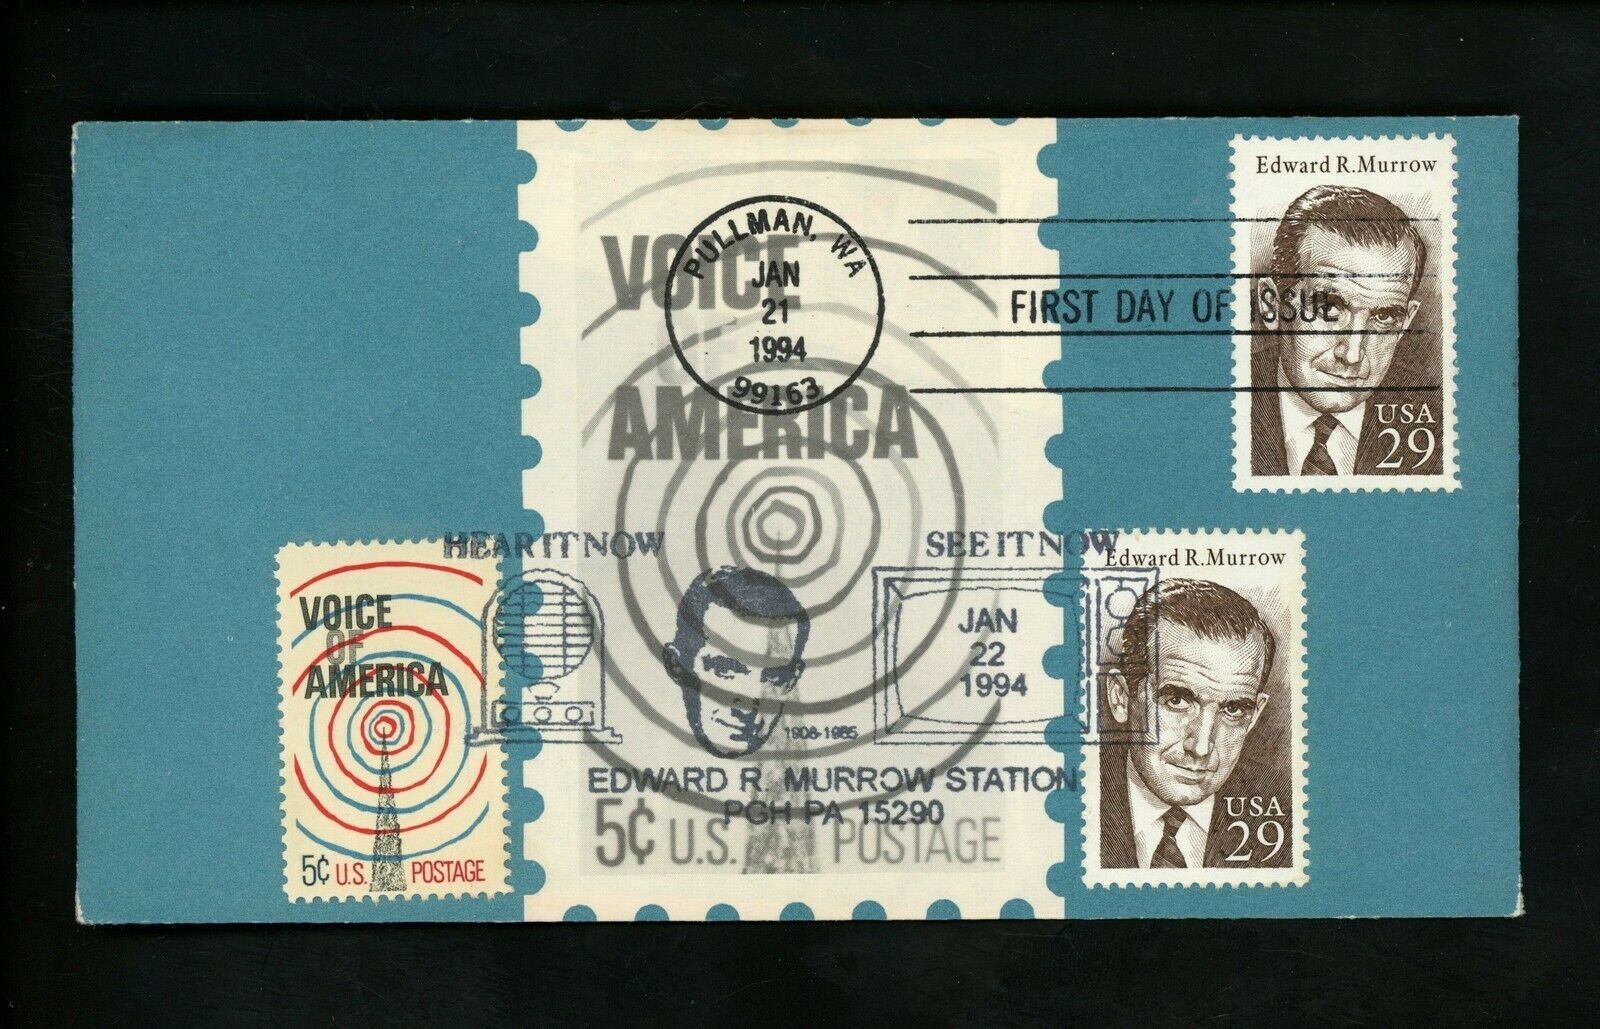 Edward R. Murrow
PULLMAN, WA
JAN
21
1994
99163
FIRST DAY OF ISSUE
VOICE
AMERICA
USA
29
HEAR IT NOW
SEE IT NOW
Edward R. Murrow
VOICE
OF
AMERICA
JAN
22
1994
1908-1965
EDWARD R. MURROW STATION
PGH PA 15290
USA
29
5¢ U.S. POSTAGE
5¢ U.S. POSTAGE